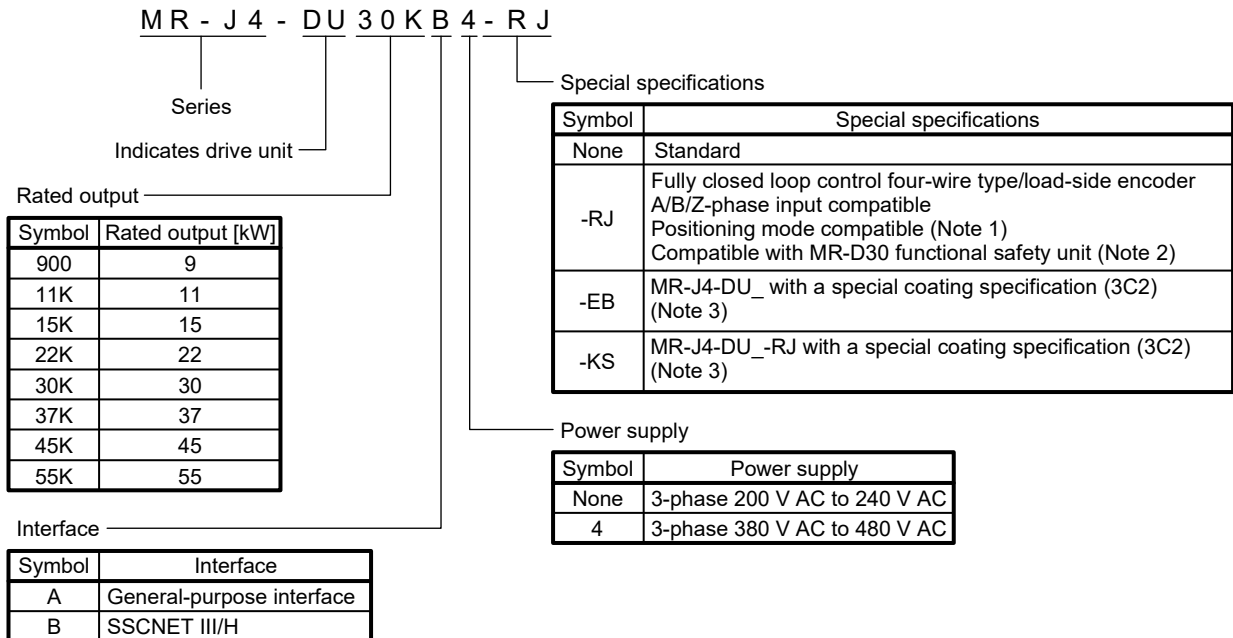 MR-J4-DU30KB4-RJ
Special specifications
Symbol Special specifications
None Standard
-RJ Fully closed loop control four-wire type/load-side encoder
A/B/Z-phase input compatible
Positioning mode compatible (Note 1)
Compatible with MR-D30 functional safety unit (Note 2)
-EB MR-J4-DU_ with a special coating specification (3C2)
(Note 3)
-KS MR-J4-DU_-RJ with a special coating specification (3C2)
(Note 3)
Series
Indicates drive unit
Rated output
Symbol Rated output [kW]
900 9
11K 11
15K 15
22K 22
30K 30
37K 37
45K 45
55K 55
Power supply
Symbol Power supply
None 3-phase 200 V AC to 240 V AC
4 3-phase 380 V AC to 480 V AC
Interface
Symbol Interface
A General-purpose interface
B SSCNET III/H